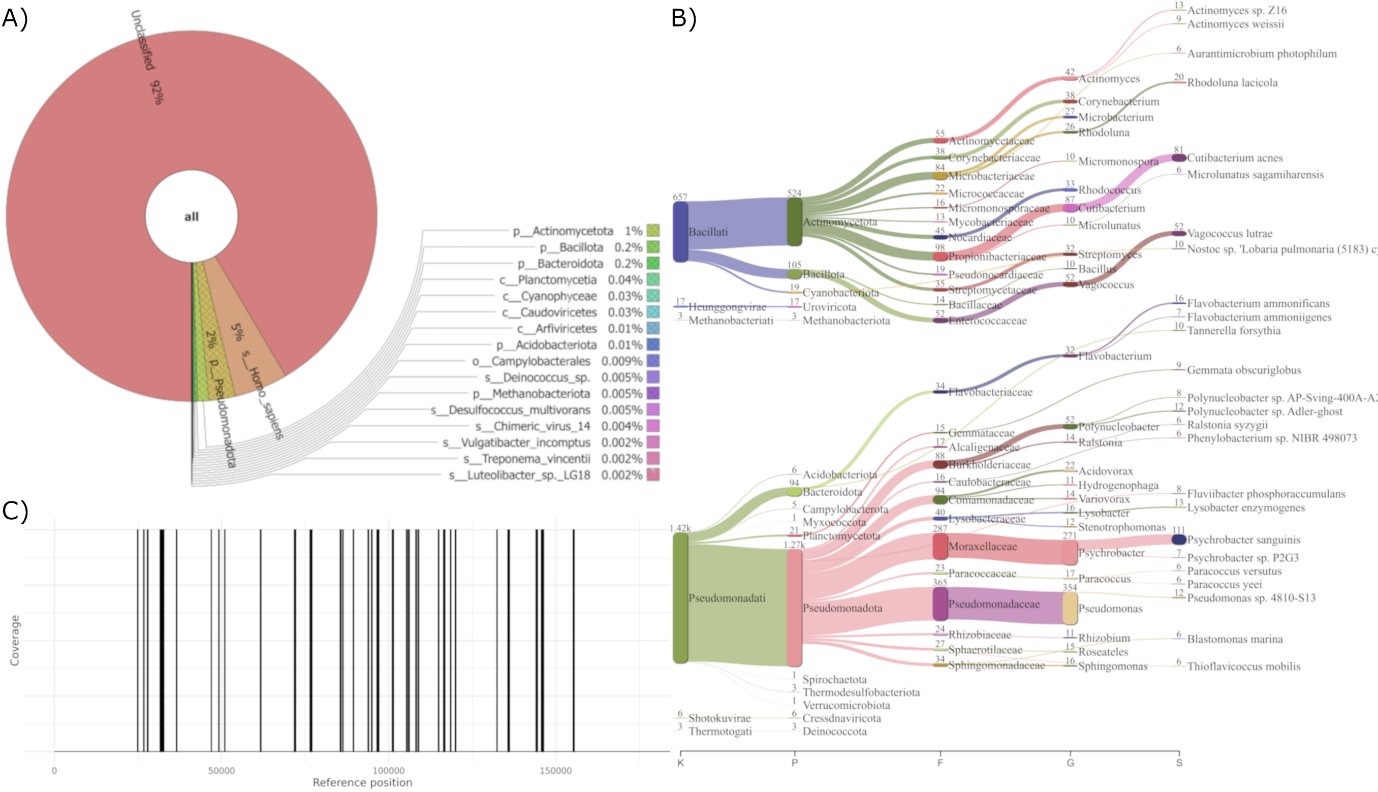 A)
Unclassified 92%
all
5% s__Homo_sapiens
2% p__Pseudomonadota
p__Actinomycetota 1%
p__Bacillota 0.2%
p__Bacteroidota 0.2%
c__Planctomycetia 0.04%
c__Cyanophyceae 0.03%
c__Caudoviricetes 0.03%
c__Arfiviricetes 0.01%
p__Acidobacteriota 0.01%
o__Campylobacterales 0.009%
s__Deinococcus_sp. 0.005%
p__Methanobacteriota 0.005%
s__Desulfococcus_multivorans 0.005%
s__Chimeric_virus_14 0.004%
s__Vulgatibacter_incomptus 0.002%
s__Treponema_vincentii 0.002%
s__Luteolibacter_sp._LG18 0.002%
B)
657 Bacillati
17 Heunggongvirae
3 Methanobacteriati
1.42k Pseudomonadati
6 Shotokuvirae
3 Thermotogati
524 Actinomycetota
105 Bacillota
19 Cyanobacteriota
17 Uroviricota
3 Methanobacteriota
6 Acidobacteriota
94 Bacteroidota
5 Campylobacterota
1 Myxococcota
21 Planctomycetota
1.27k Pseudomonadota
1 Spirochaetota
3 Thermodesulfobacteriota
1 Verrucomicrobiota
6 Cressdnaviricota
3 Deinococcota
55 Actinomycetaceae
38 Corynebacteriaceae
84 Microbacteriaceae
22 Micrococcaceae
16 Micromonosporaceae
13 Mycobacteriaceae
45 Nocardiaceae
98 Propionibacteriaceae
19 Pseudonocardiaceae
35 Streptomycetaceae
14 Bacillaceae
52 Enterococcaceae
34 Flavobacteriaceae
15 Gemmataceae
17 Alcaligenaceae
88 Burkholderiaceae
16 Caulobacteraceae
94 Comamonadaceae
40 Lysobacteraceae
287 Moraxellaceae
23 Paracoccaceae
365 Pseudomonadaceae
24 Rhizobiaceae
27 Sphaerotilaceae
34 Sphingomonadaceae
42 Actinomyces
38 Corynebacterium
27 Microbacterium
26 Rhodoluna
10 Micromonospora
33 Rhodococcus
87 Cutibacterium
10 Microlunatus
32 Streptomyces
10 Bacillus
52 Vagococcus
32 Flavobacterium
52 Polynucleobacter
14 Ralstonia
22 Acidovorax
11 Hydrogenophaga
14 Variovorax
16 Lysobacter
12 Stenotrophomonas
271 Psychrobacter
17 Paracoccus
354 Pseudomonas
11 Rhizobium
15 Roseateles
16 Sphingomonas
13 Actinomyces sp. Z16
9 Actinomyces weissii
6 Aurantimicrobium photophilum
20 Rhodoluna lacicola
81 Cutibacterium acnes
6 Microlunatus sagamiharensis
52 Vagococcus lutrae
10 Nostoc sp. 'Lobaria pulmonaria (5183) c
16 Flavobacterium ammonificans
7 Flavobacterium ammoniigenes
10 Tannerella forsythia
9 Gemmata obscuriglobus
8 Polynucleobacter sp. AP-Sving-400A-A2
12 Polynucleobacter sp. Adler-ghost
6 Ralstonia syzygii
6 Phenylobacterium sp. NIBR 498073
8 Fluviibacter phosphoraccumulans
13 Lysobacter enzymogenes
111 Psychrobacter sanguinis
7 Psychrobacter sp. P2G3
6 Paracoccus versutus
6 Paracoccus yeei
12 Pseudomonas sp. 4810-S13
6 Blastomonas marina
6 Thioflavicoccus mobilis
K P F G S
C)
Coverage
0 50000 100000 150000
Reference position